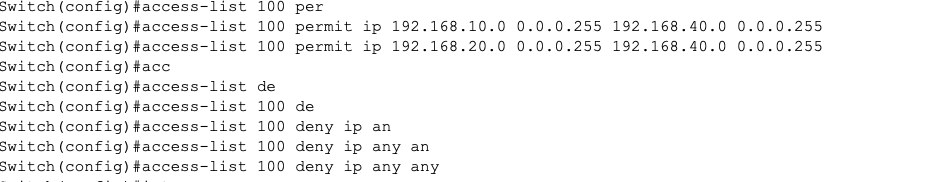 Switch(config)#access-list 100 per
Switch(config)#access-list 100 permit ip 192.168.10.0 0.0.0.255 192.168.40.0 0.0.0.255
Switch(config)#access-list 100 permit ip 192.168.20.0 0.0.0.255 192.168.40.0 0.0.0.255
Switch(config)#acc
Switch(config)#access-list de
Switch(config)#access-list 100 de
Switch(config)#access-list 100 deny ip an
Switch(config)#access-list 100 deny ip any an
Switch(config)#access-list 100 deny ip any any